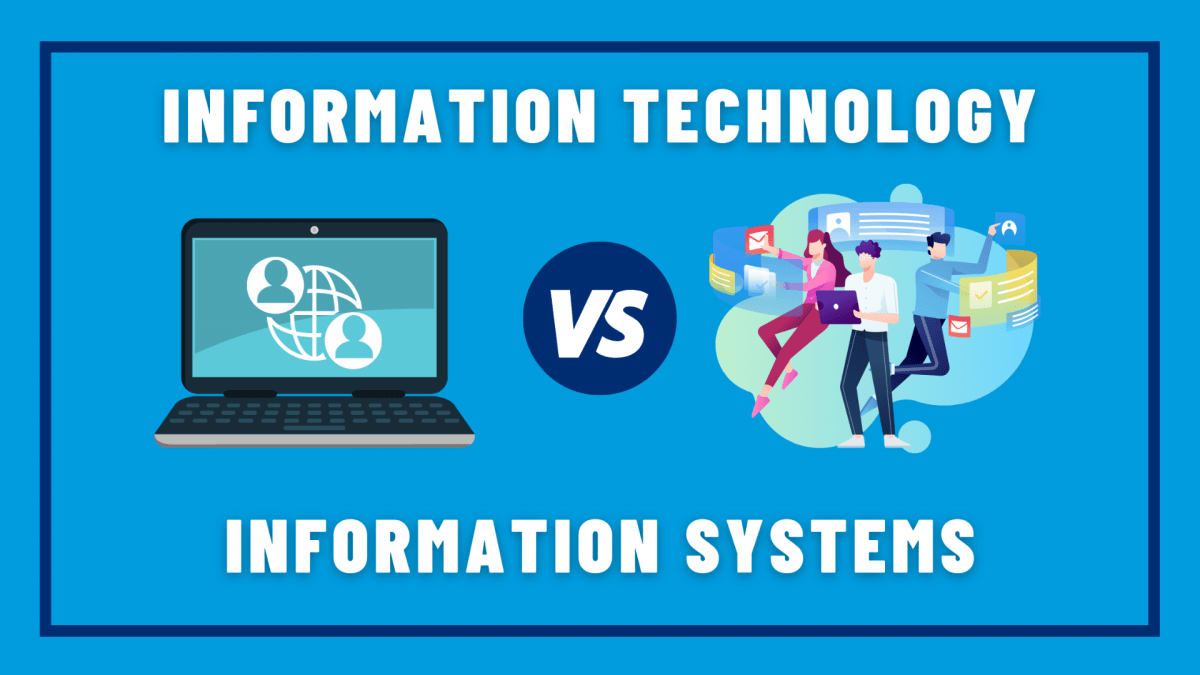 INFORMATION TECHNOLOGY
VS
INFORMATION SYSTEMS